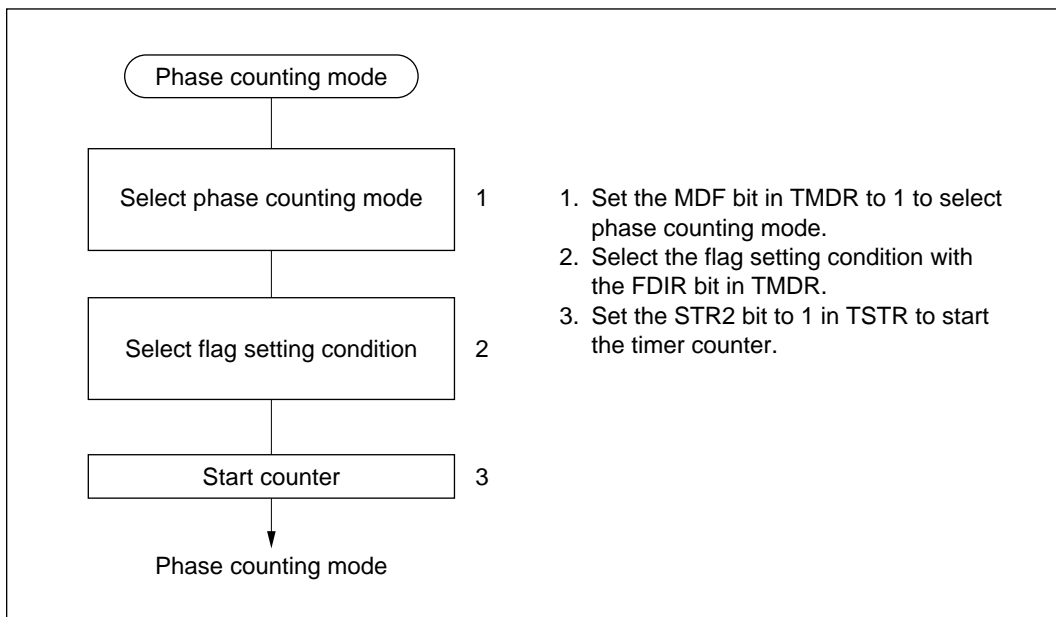 Phase counting mode
Select phase counting mode 1
Select flag setting condition 2
Start counter 3
Phase counting mode
1. Set the MDF bit in TMDR to 1 to select
phase counting mode.
2. Select the flag setting condition with
the FDIR bit in TMDR.
3. Set the STR2 bit to 1 in TSTR to start
the timer counter.